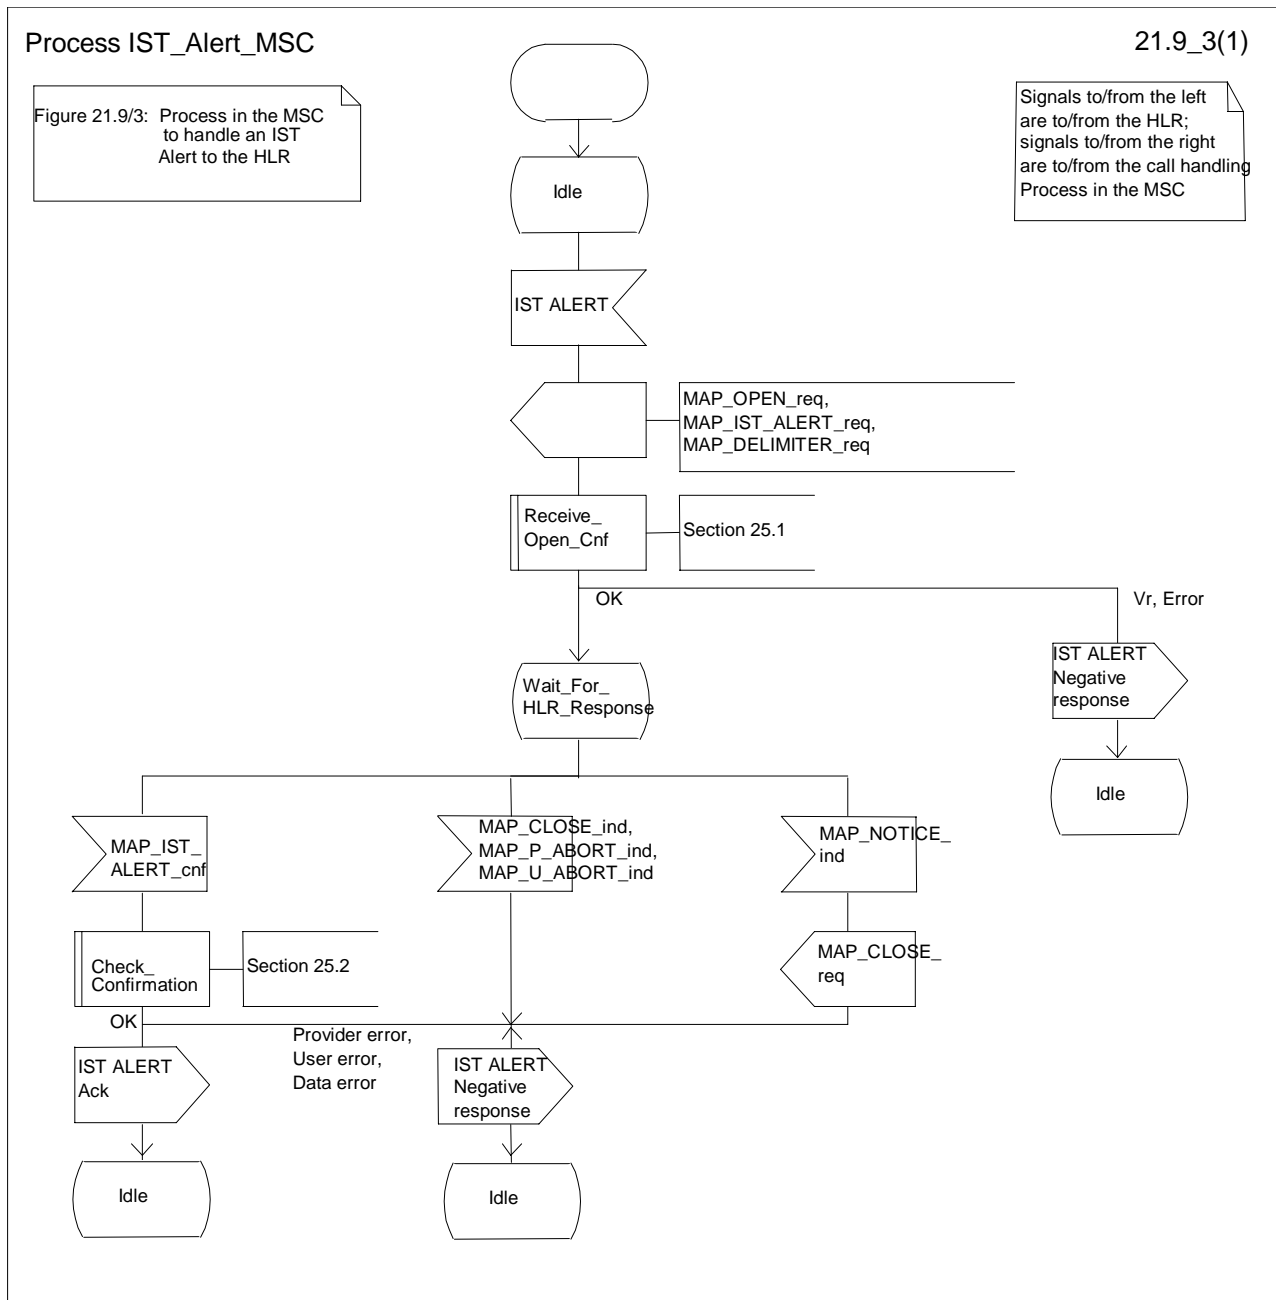 Process IST_Alert_MSC
21.9_3(1)
Figure 21.9/3: Process in the MSC
to handle an IST
Alert to the HLR
Signals to/from the left
are to/from the HLR;
signals to/from the right
are to/from the call handling
Process in the MSC
Idle
IST ALERT
MAP_OPEN_req,
MAP_IST_ALERT_req,
MAP_DELIMITER_req
Receive_
Open_Cnf
Section 25.1
OK
Vr, Error
IST ALERT
Negative
response
Idle
Wait_For_
HLR_Response
MAP_IST_
ALERT_cnf
MAP_CLOSE_ind,
MAP_P_ABORT_ind,
MAP_U_ABORT_ind
MAP_NOTICE_
ind
Check_
Confirmation
Section 25.2
MAP_CLOSE_
req
OK
Provider error,
User error,
Data error
IST ALERT
Ack
IST ALERT
Negative
response
Idle
Idle